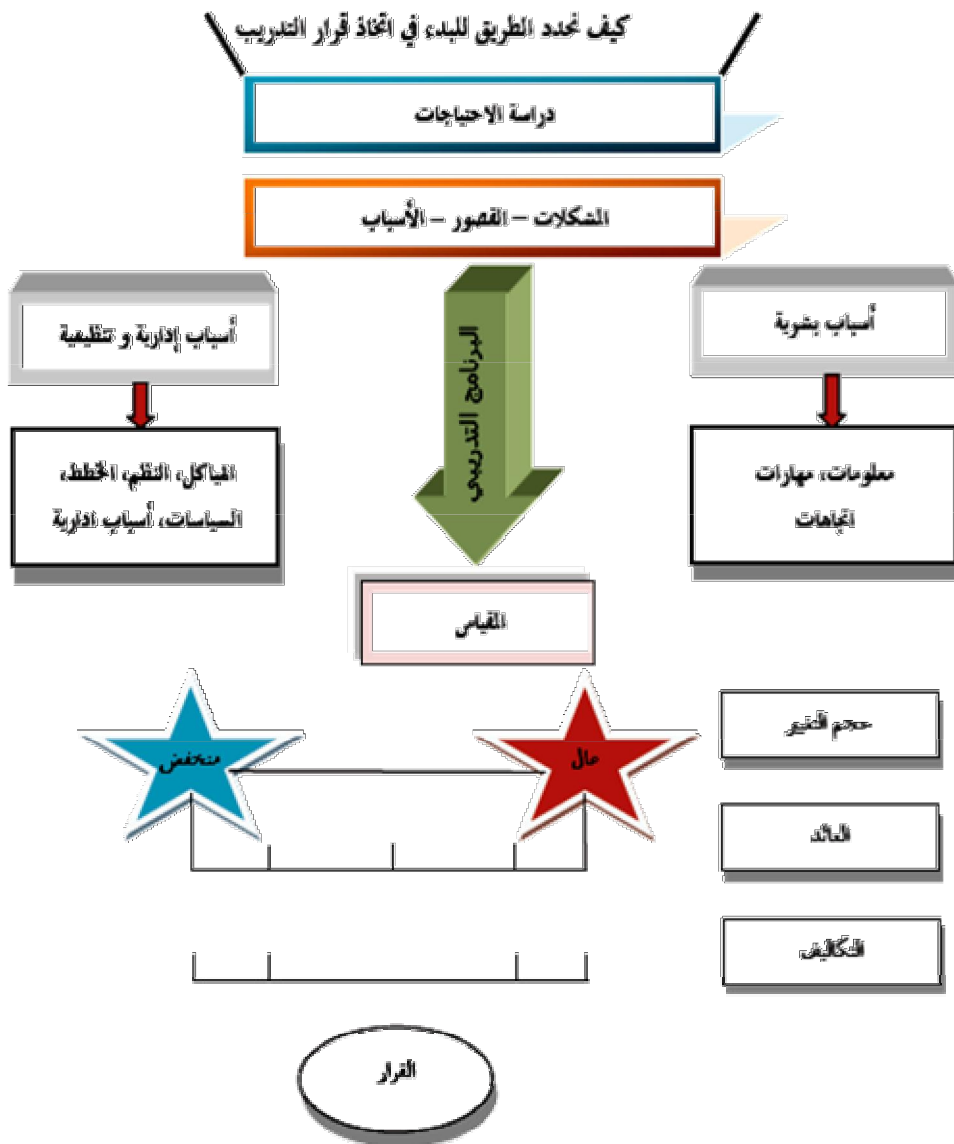 كيف نحدد الطريق للبدء في اتخاذ قرار التدريب
دراسة الاحتياجات
المشكلات – القصور – الأسباب
أسباب بشرية
أسباب إدارية و تنظيمية
البرنامج التدريبي
معلومات، مهارات
اتجاهات
الهياكل، النظم، الخطط،
السياسات، أسباب ادارية
المقياس
عال
منخفض
حجم التغيير
العائد
التكاليف
القرار